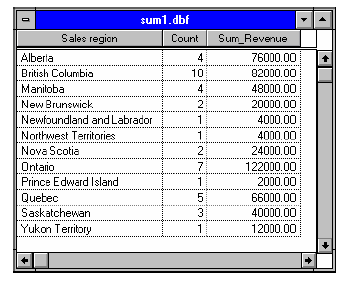 sum1.dbf
Sales region Count Sum_Revenue
Alberta 4 76000.00
British Columbia 10 82000.00
Manitoba 4 48000.00
New Brunswick 2 20000.00
Newfoundland and Labrador 1 4000.00
Northwest Territories 1 4000.00
Nova Scotia 2 24000.00
Ontario 7 122000.00
Prince Edward Island 1 2000.00
Quebec 5 66000.00
Saskatchewan 3 40000.00
Yukon Territory 1 12000.00